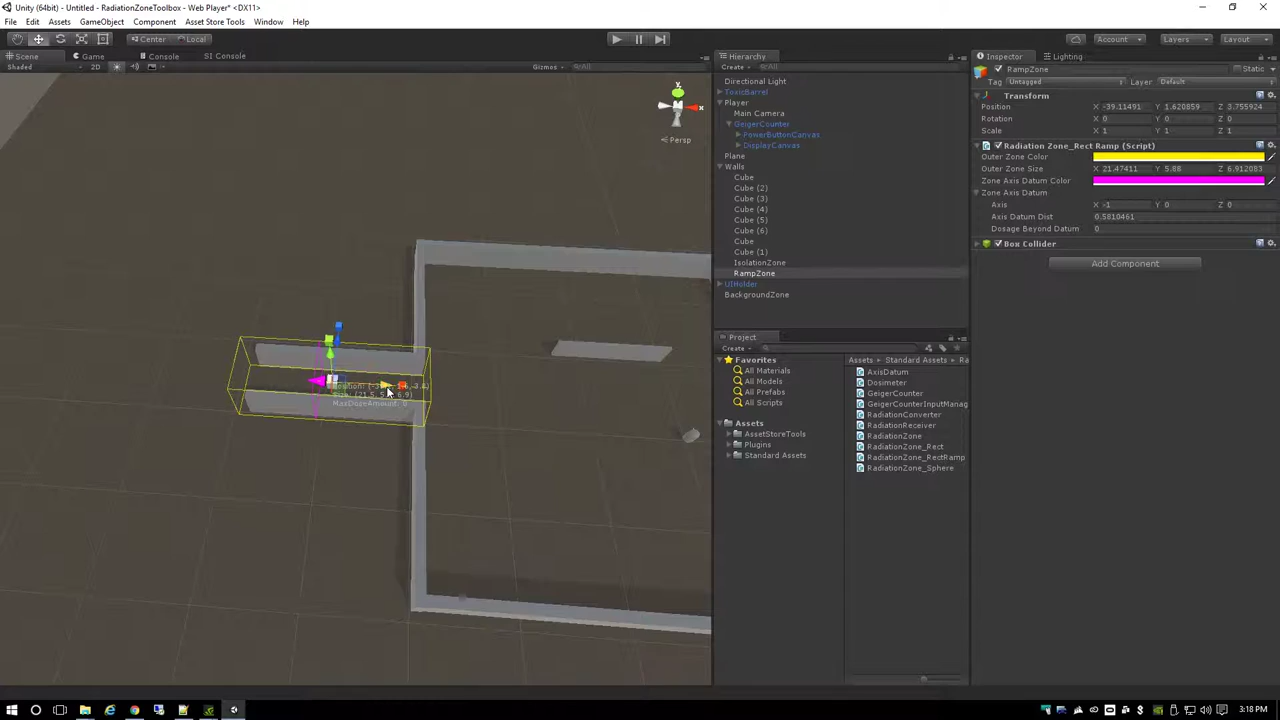 Unity (64bit) - Untitled - RadiationZoneToolbox - Web Player* <DX11>
File Edit Assets GameObject Component Asset Store Tools Window Help
Center Local Account Layers Layout
Scene Game Console SI Console
Shaded 2D Gizmos All
y
x
Persp
Position: 
MaxDoseAmount: 0
Hierarchy
Create All
Directional Light
ToxicBarrel
Player
Main Camera
GeigerCounter
PowerButtonCanvas
DisplayCanvas
Plane
Walls
Cube
Cube (2)
Cube (3)
Cube (4)
Cube (5)
Cube (6)
Cube
Cube (1)
IsolationZone
RampZone
UIHolder
BackgroundZone
Project
Create
Favorites
All Materials
All Models
All Prefabs
All Scripts
Assets
AssetStoreTools
Plugins
Standard Assets
Assets Standard Assets Ra
AxisDatum
Dosimeter
GeigerCounter
GeigerCounterInputManag
RadiationConverter
RadiationReceiver
RadiationZone
RadiationZone_Rect
RadiationZone_RectRamp
RadiationZone_Sphere
Inspector Lighting
RampZone Static
Tag Untagged Layer Default
Transform
Position X -39.11491 Y 1.620859 Z 3.755924
Rotation X 0 Y 0 Z 0
Scale X 1 Y 1 Z 1
Radiation Zone_Rect Ramp (Script)
Outer Zone Color
Outer Zone Size X 21.47411 Y 5.88 Z 6.912083
Zone Axis Datum Color
Zone Axis Datum
Axis X -1 Y 0 Z 0
Axis Datum Dist 0.5810461
Dosage Beyond Datum 0
Box Collider
Add Component
3:18 PM